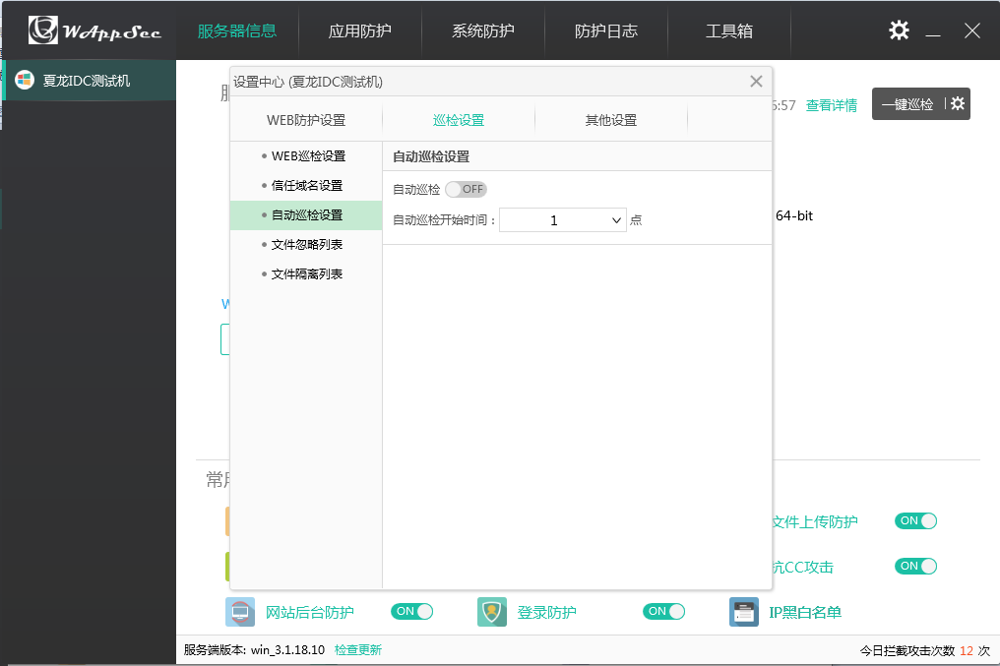 WAppSec 服务器信息 应用防护 系统防护 防护日志 工具箱
夏龙IDC测试机
设置中心 (夏龙IDC测试机)
6:57 查看详情 一键巡检
WEB防护设置 巡检设置 其他设置
WEB巡检设置
信任域名设置
自动巡检设置
文件忽略列表
文件隔离列表
自动巡检设置
自动巡检 OFF
自动巡检开始时间： 1 点
64-bit
W
常用
文件上传防护 ON
抗CC攻击 ON
网站后台防护 ON 登录防护 ON IP黑白名单
服务端版本: win_3.1.18.10 检查更新 今日拦截攻击次数 12 次